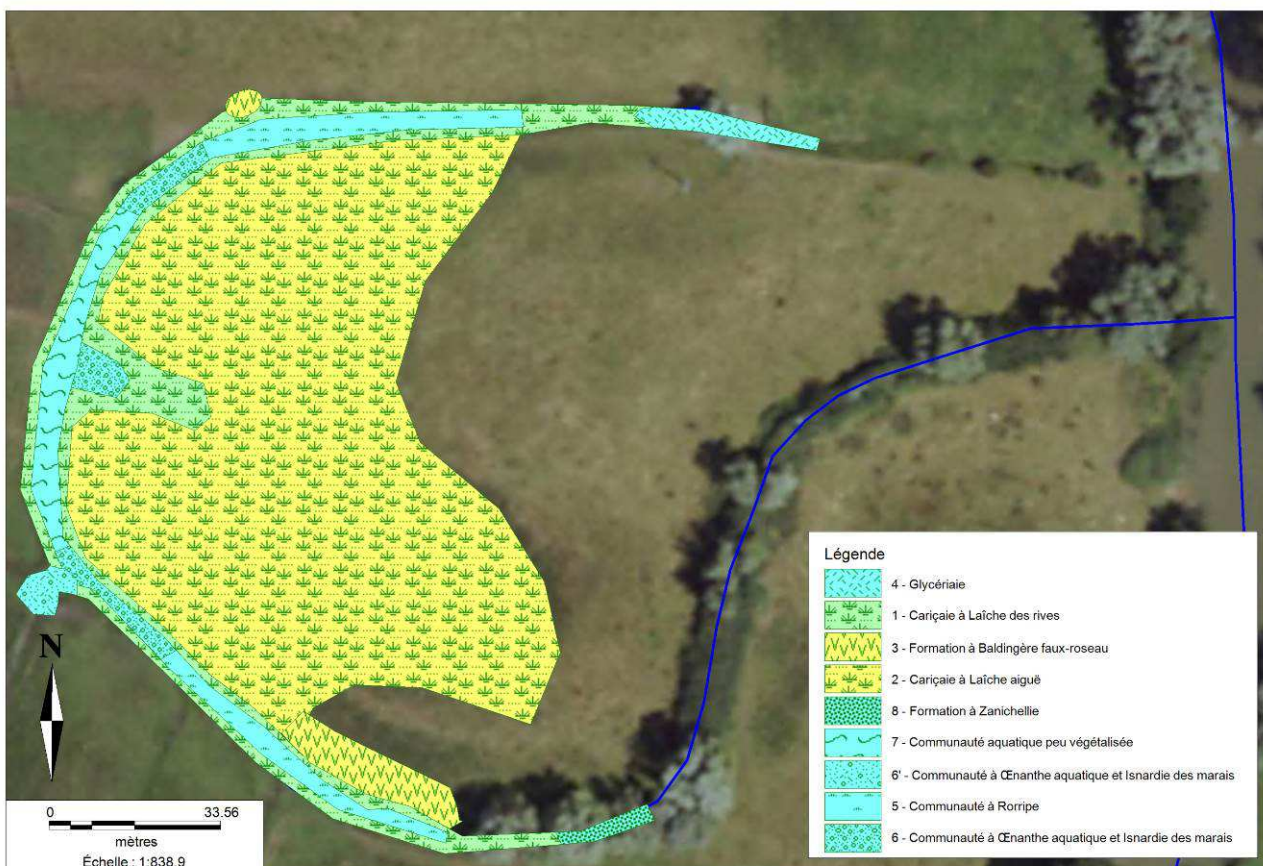 Légende
4 - Glycériaie
1 - Cariçaie à Laîche des rives
3 - Formation à Baldingère faux-roseau
2 - Cariçaie à Laîche aiguë
8 - Formation à Zanichellie
7 - Communauté aquatique peu végétalisée
6' - Communauté à Œnanthe aquatique et Isnardie des marais
5 - Communauté à Rorripe
6 - Communauté à Œnanthe aquatique et Isnardie des marais
N
0 33.56
mètres
Échelle : 1:838.9